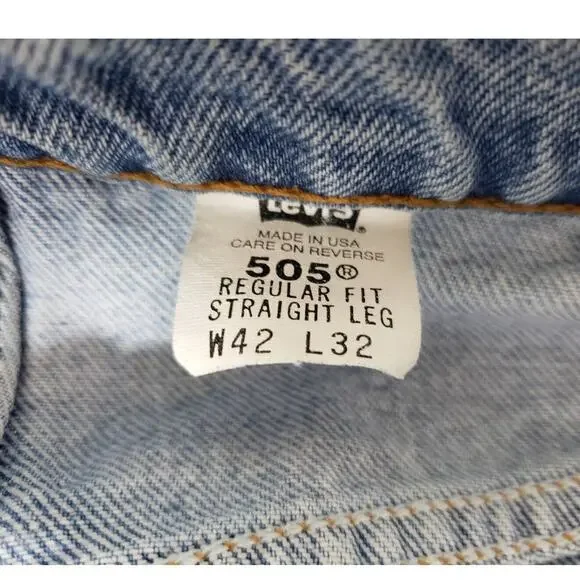 Levi's®
MADE IN USA
CARE ON REVERSE
505®
REGULAR FIT
STRAIGHT LEG
W42 L32